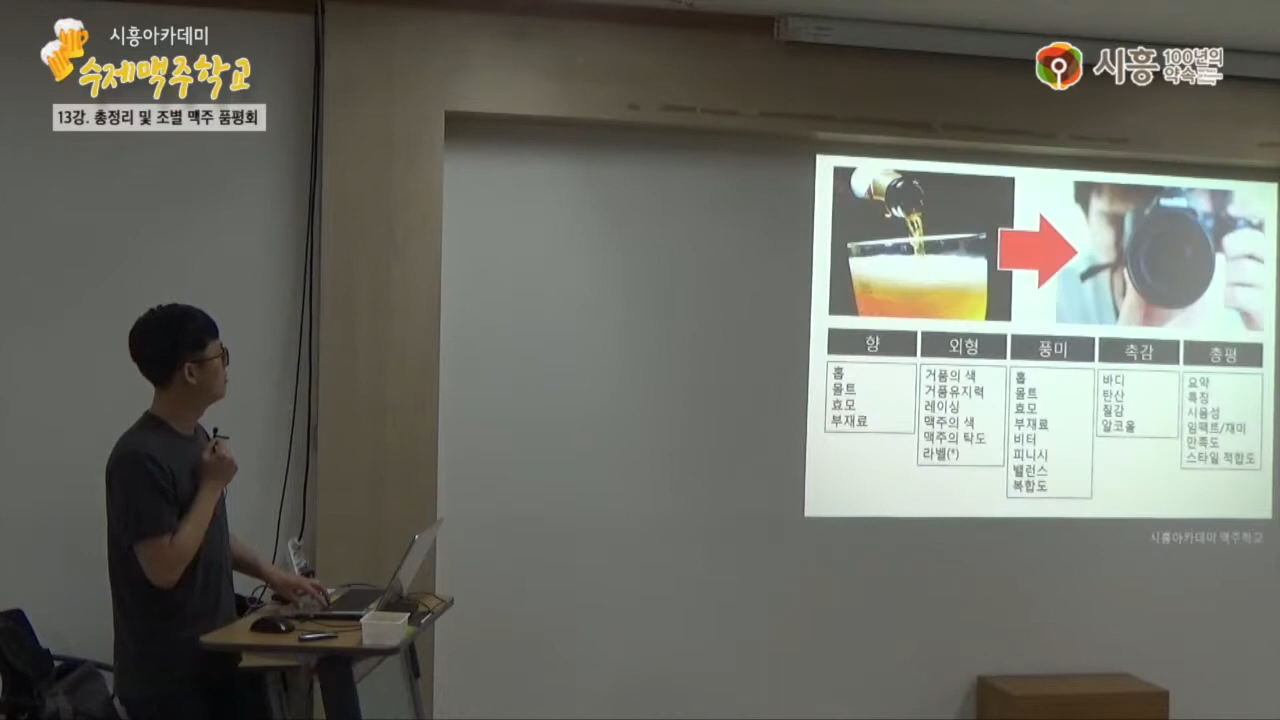 시흥아카데미
수제맥주학교
13강. 총정리 및 조별 맥주 품평회
시흥 100년의 약속
향
홉
몰트
효모
부재료
외형
거품의 색
거품유지력
레이싱
맥주의 색
맥주의 탁도
라벨(*)
풍미
홉
몰트
효모
부재료
비터
피니시
밸런스
복합도
촉감
바디
탄산
질감
알코올
총평
요약
특징
시음성
임팩트/재미
만족도
스타일 적합도
시흥아카데미 맥주학교